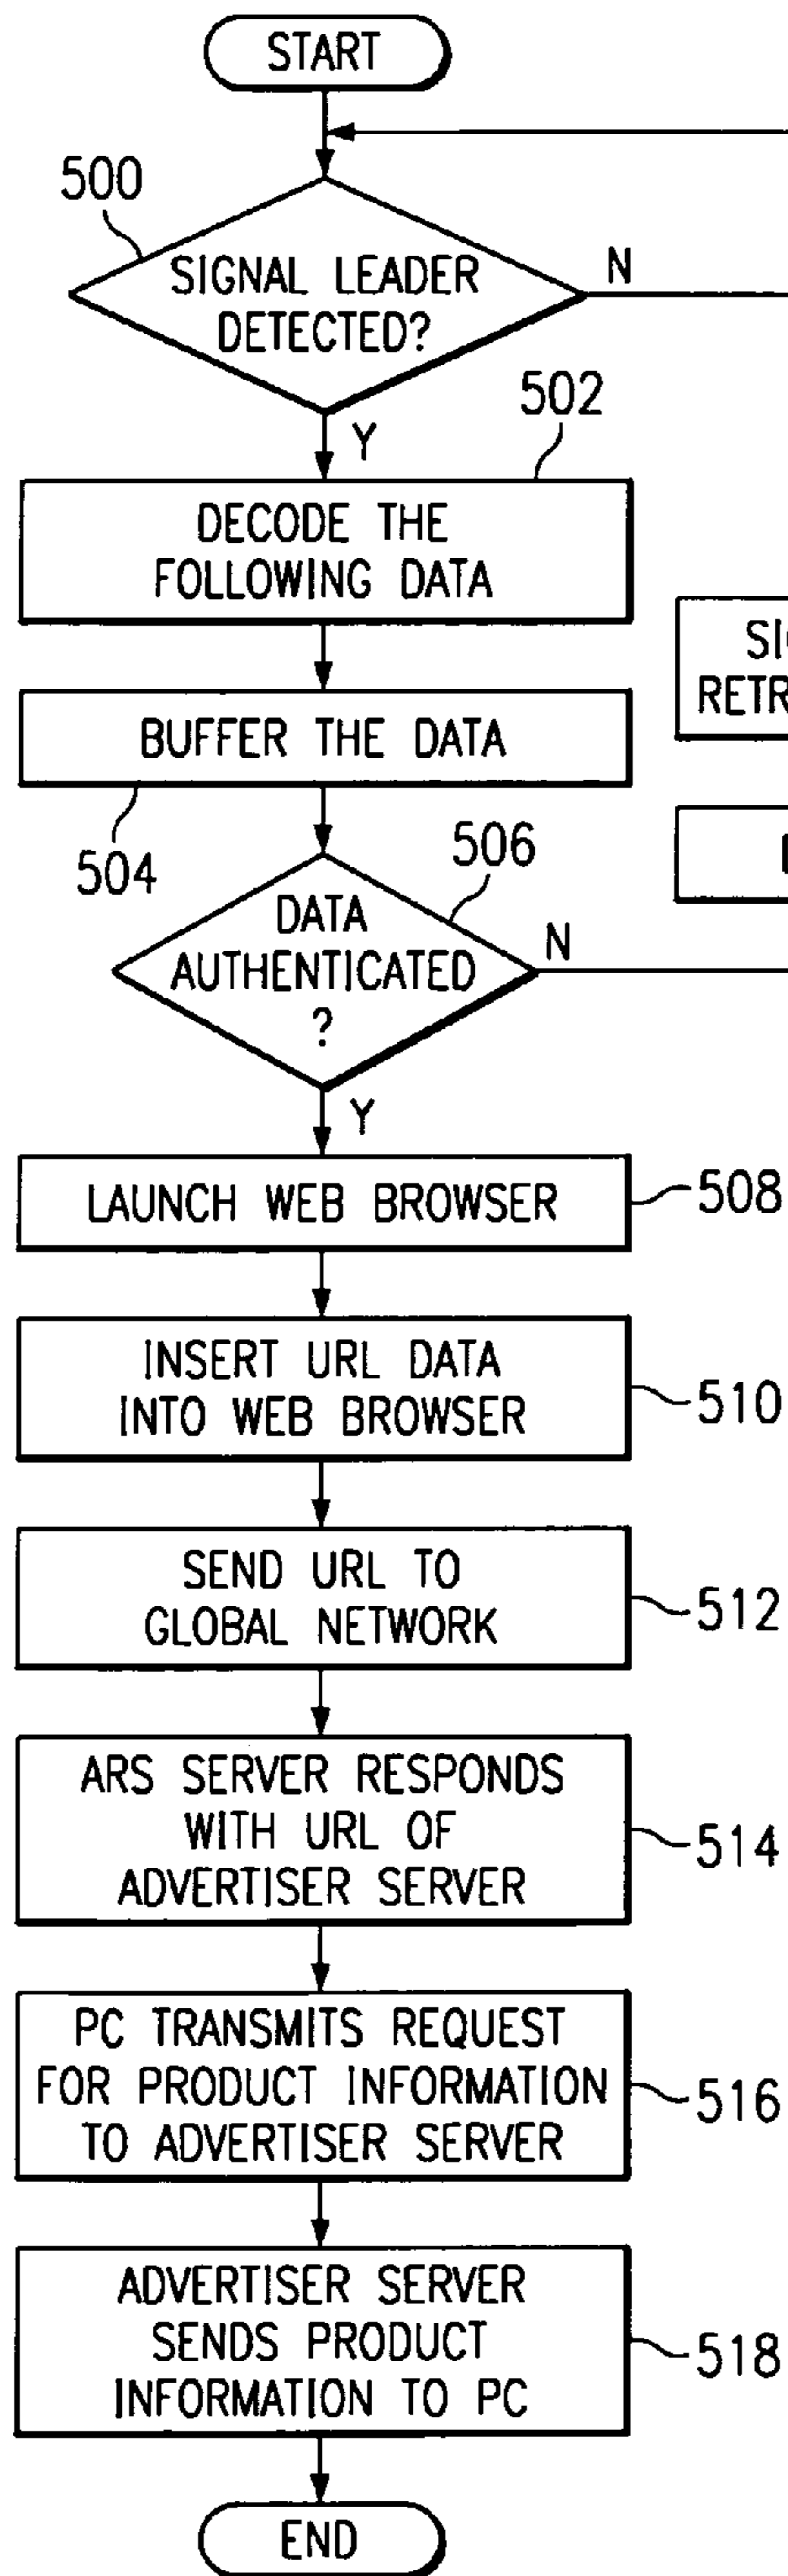 START
500
SIGNAL LEADER
DETECTED?
N
Y
502
DECODE THE
FOLLOWING DATA
BUFFER THE DATA
504
506
DATA
AUTHENTICATED
?
N
Y
LAUNCH WEB BROWSER
508
INSERT URL DATA
INTO WEB BROWSER
510
SEND URL TO
GLOBAL NETWORK
512
ARS SERVER RESPONDS
WITH URL OF
ADVERTISER SERVER
514
PC TRANSMITS REQUEST
FOR PRODUCT INFORMATION
TO ADVERTISER SERVER
516
ADVERTISER SERVER
SENDS PRODUCT
INFORMATION TO PC
518
END